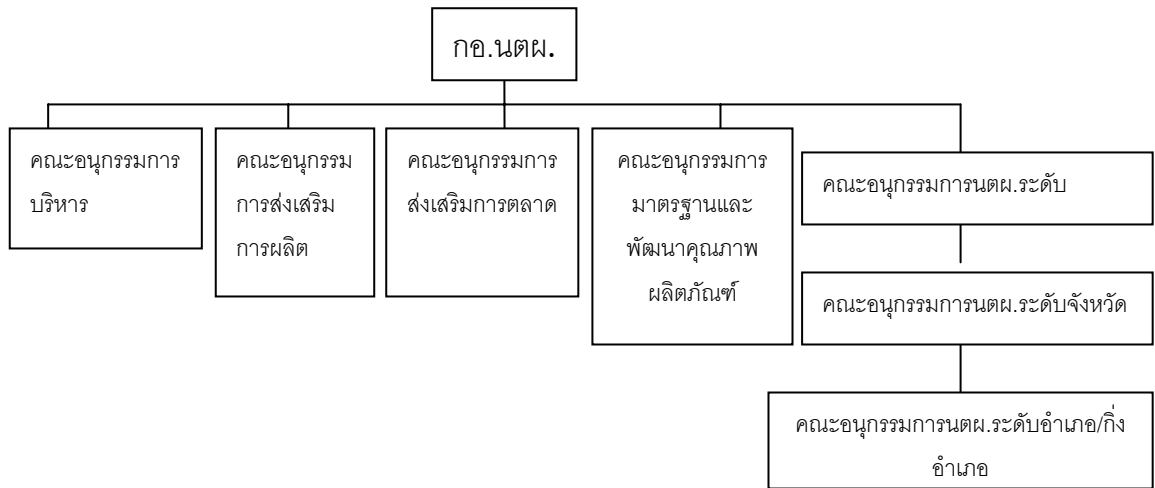 กอ.นตผ.
คณะอนุกรรมการ
บริหาร
คณะอนุกรรม
การส่งเสริม
การผลิต
คณะอนุกรรมการ
ส่งเสริมการตลาด
คณะอนุกรรมการ
มาตรฐานและ
พัฒนาคุณภาพ
ผลิตภัณฑ์
คณะอนุกรรมการนตผ.ระดับ
คณะอนุกรรมการนตผ.ระดับจังหวัด
คณะอนุกรรมการนตผ.ระดับอำเภอ/กิ่ง
อำเภอ